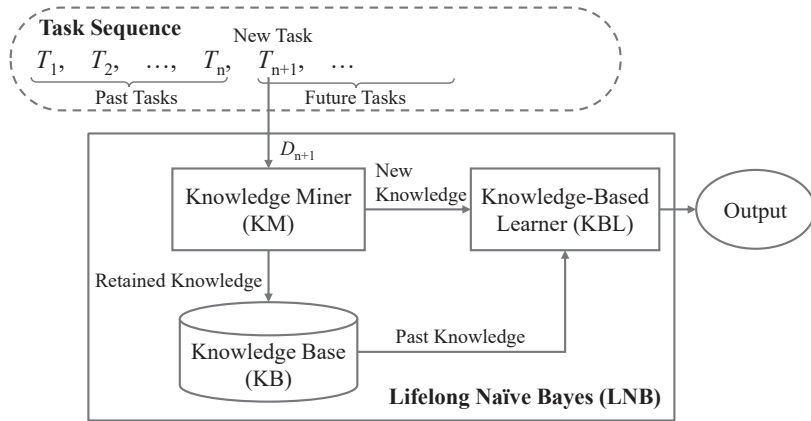 Task Sequence
New Task
T1, T2, ..., Tn, Tn+1, ...
Past Tasks
Future Tasks
Dn+1
Knowledge Miner
(KM)
New
Knowledge
Knowledge-Based
Learner (KBL)
Output
Retained Knowledge
Knowledge Base
(KB)
Past Knowledge
Lifelong Naïve Bayes (LNB)